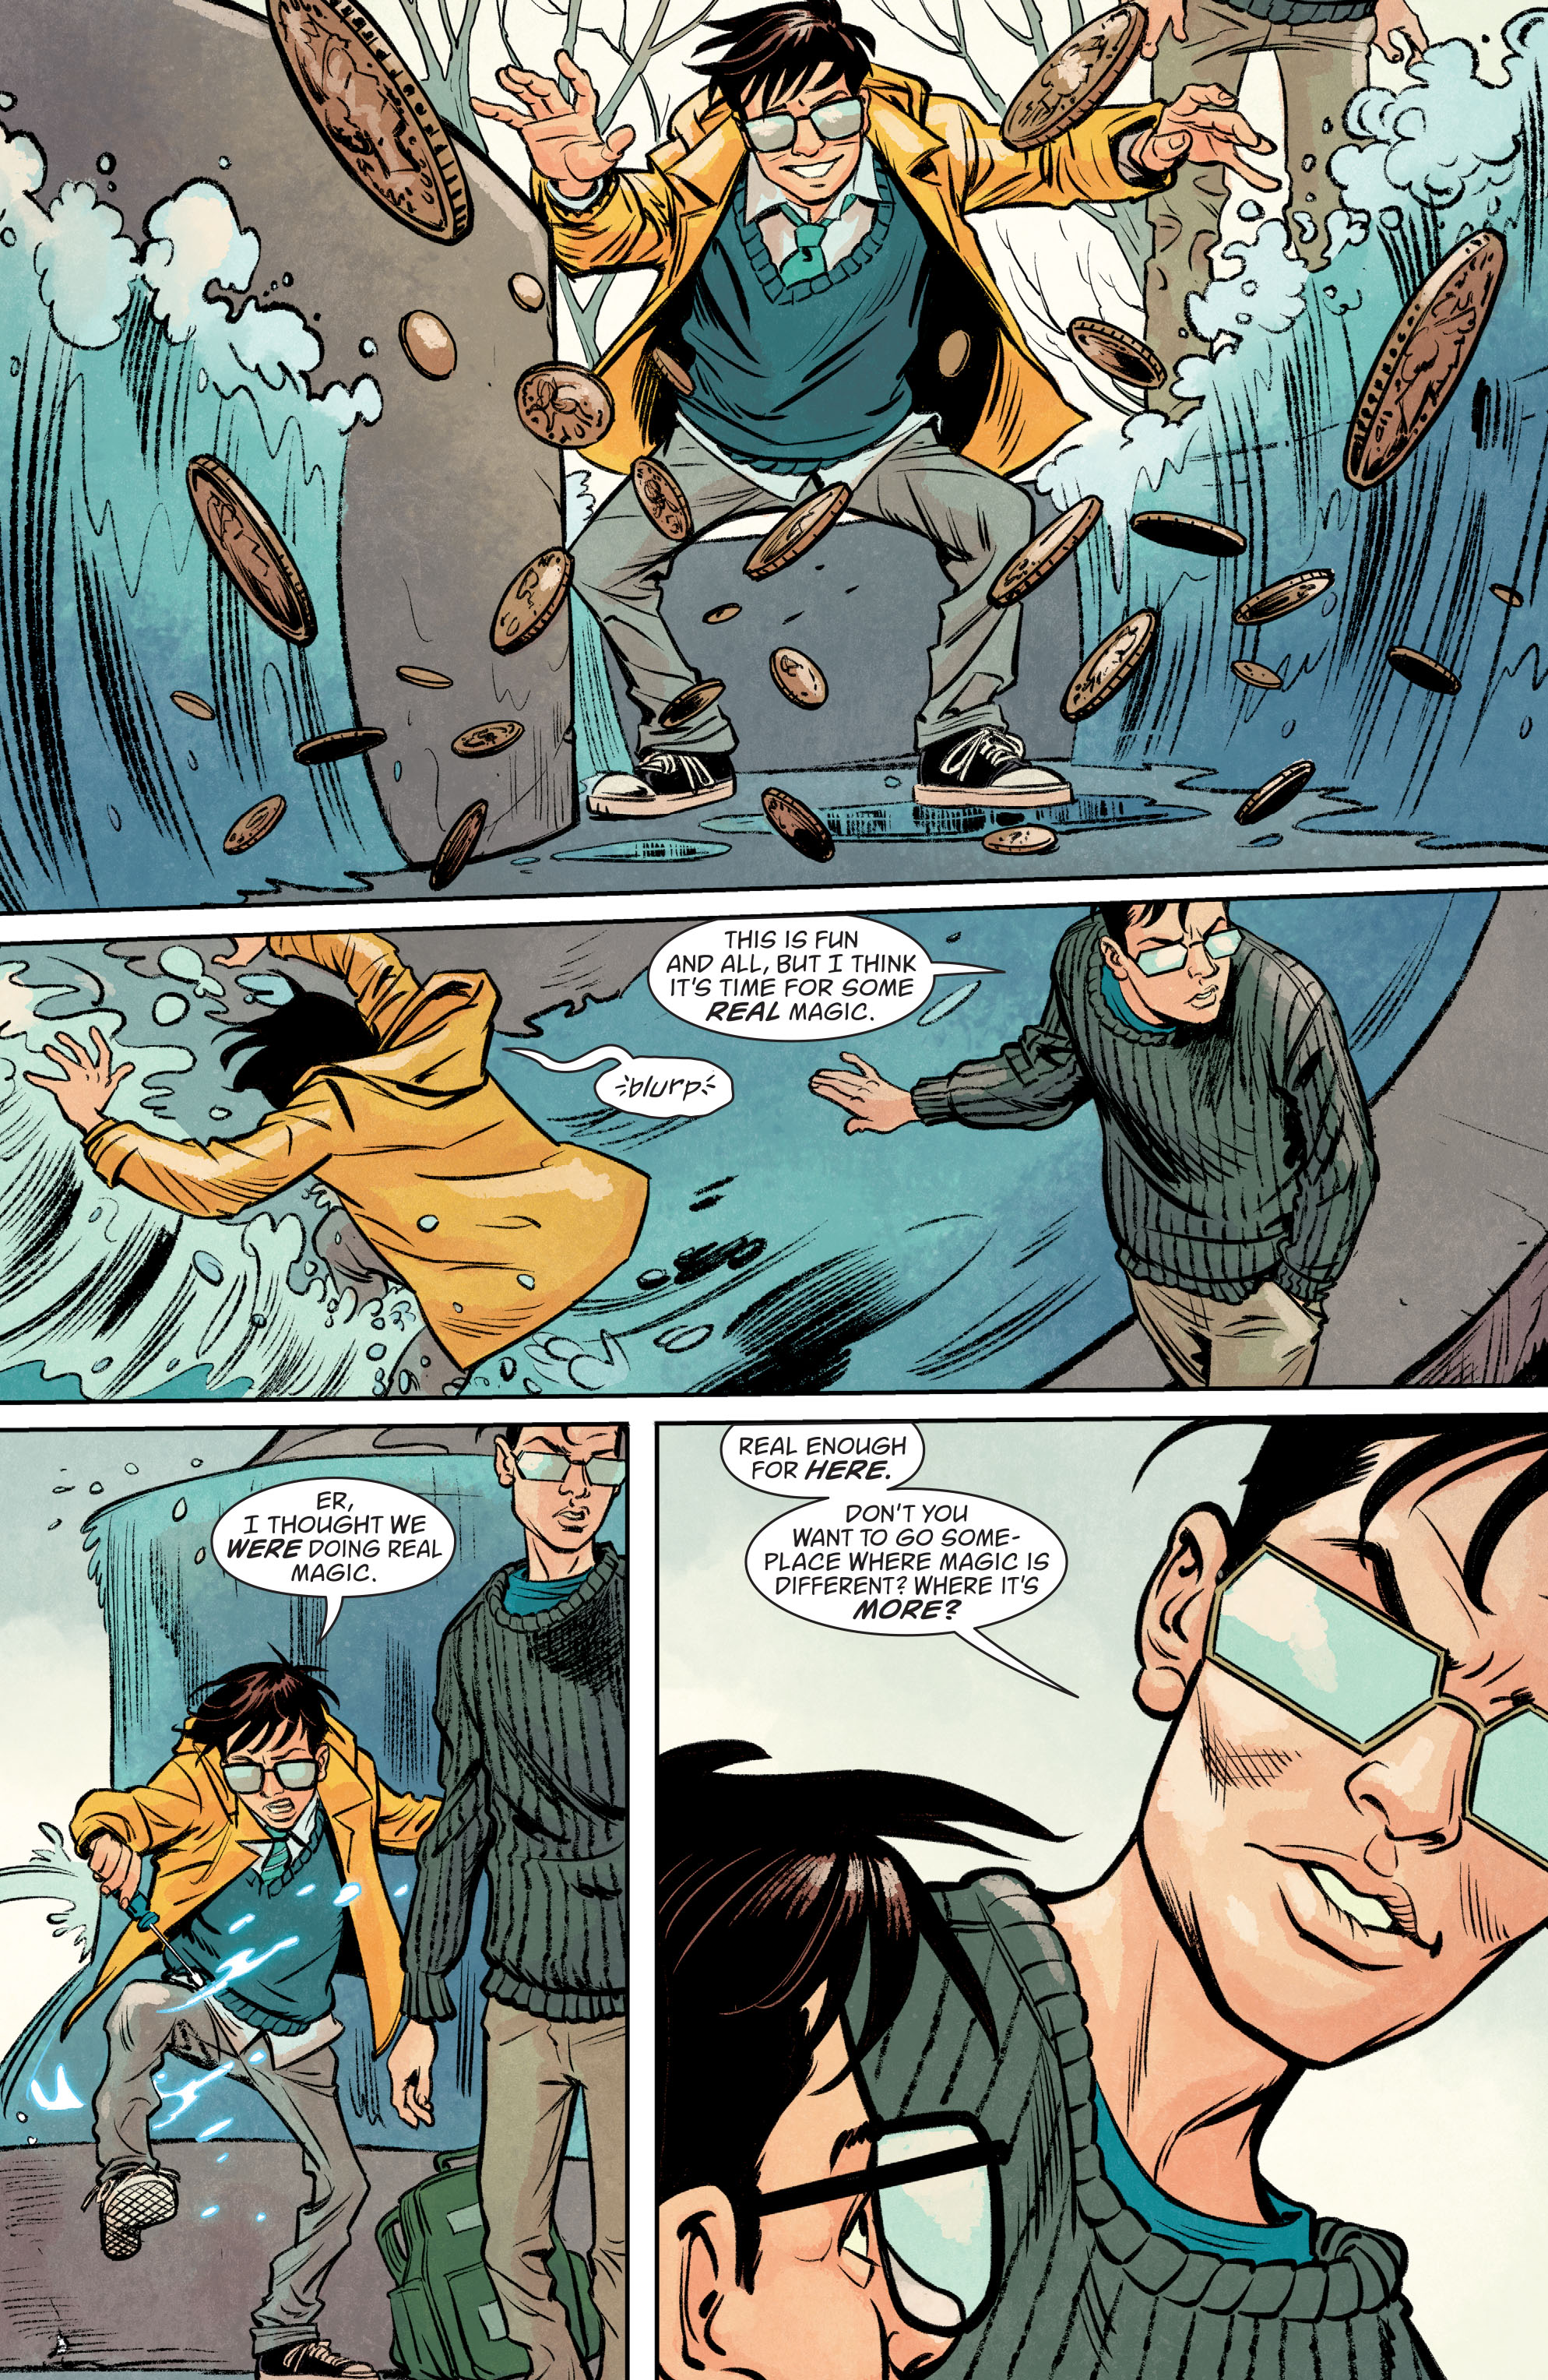 THIS IS FUN
AND ALL, BUT I THINK
IT'S TIME FOR SOME
REAL MAGIC.
blurp
ER,
I THOUGHT WE
WERE DOING REAL
MAGIC.
REAL ENOUGH
FOR HERE.
DON'T YOU
WANT TO GO SOME-
PLACE WHERE MAGIC IS
DIFFERENT? WHERE IT'S
MORE?